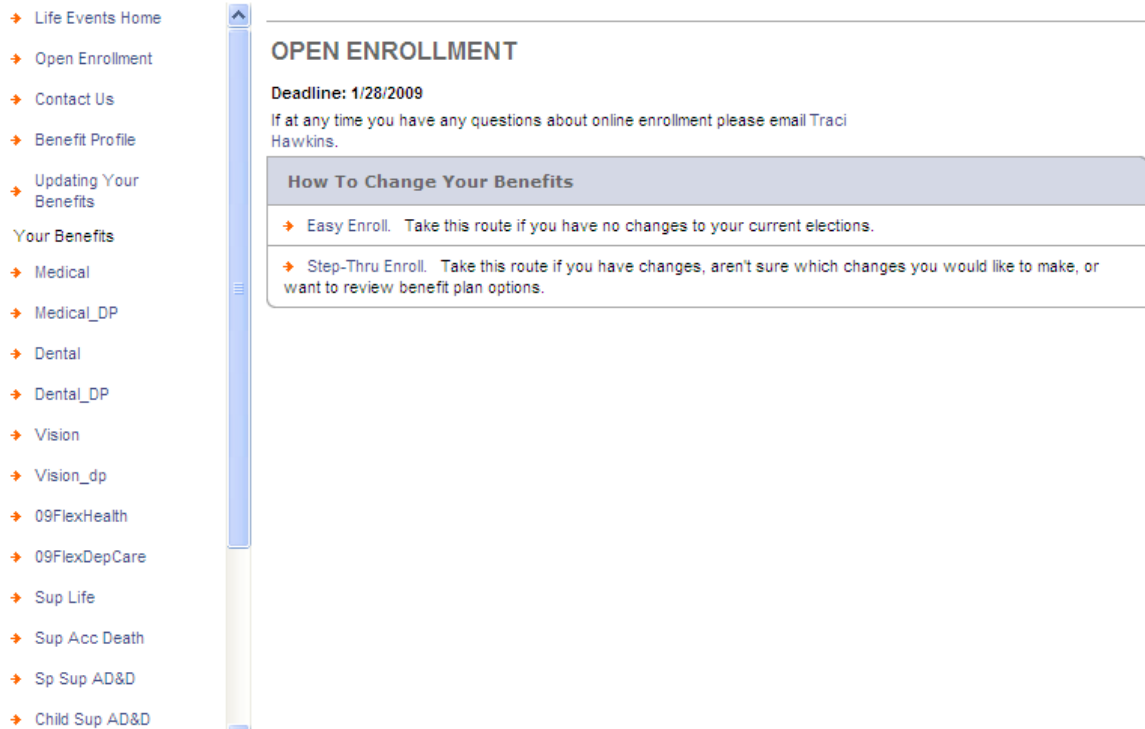 Life Events Home
Open Enrollment
Contact Us
Benefit Profile
Updating Your
Benefits
Your Benefits
Medical
Medical_DP
Dental
Dental_DP
Vision
Vision_dp
09FlexHealth
09FlexDepCare
Sup Life
Sup Acc Death
Sp Sup AD&D
Child Sup AD&D
OPEN ENROLLMENT
Deadline: 1/28/2009
If at any time you have any questions about online enrollment please email Traci
Hawkins.
How To Change Your Benefits
Easy Enroll. Take this route if you have no changes to your current elections.
Step-Thru Enroll. Take this route if you have changes, aren't sure which changes you would like to make, or
want to review benefit plan options.